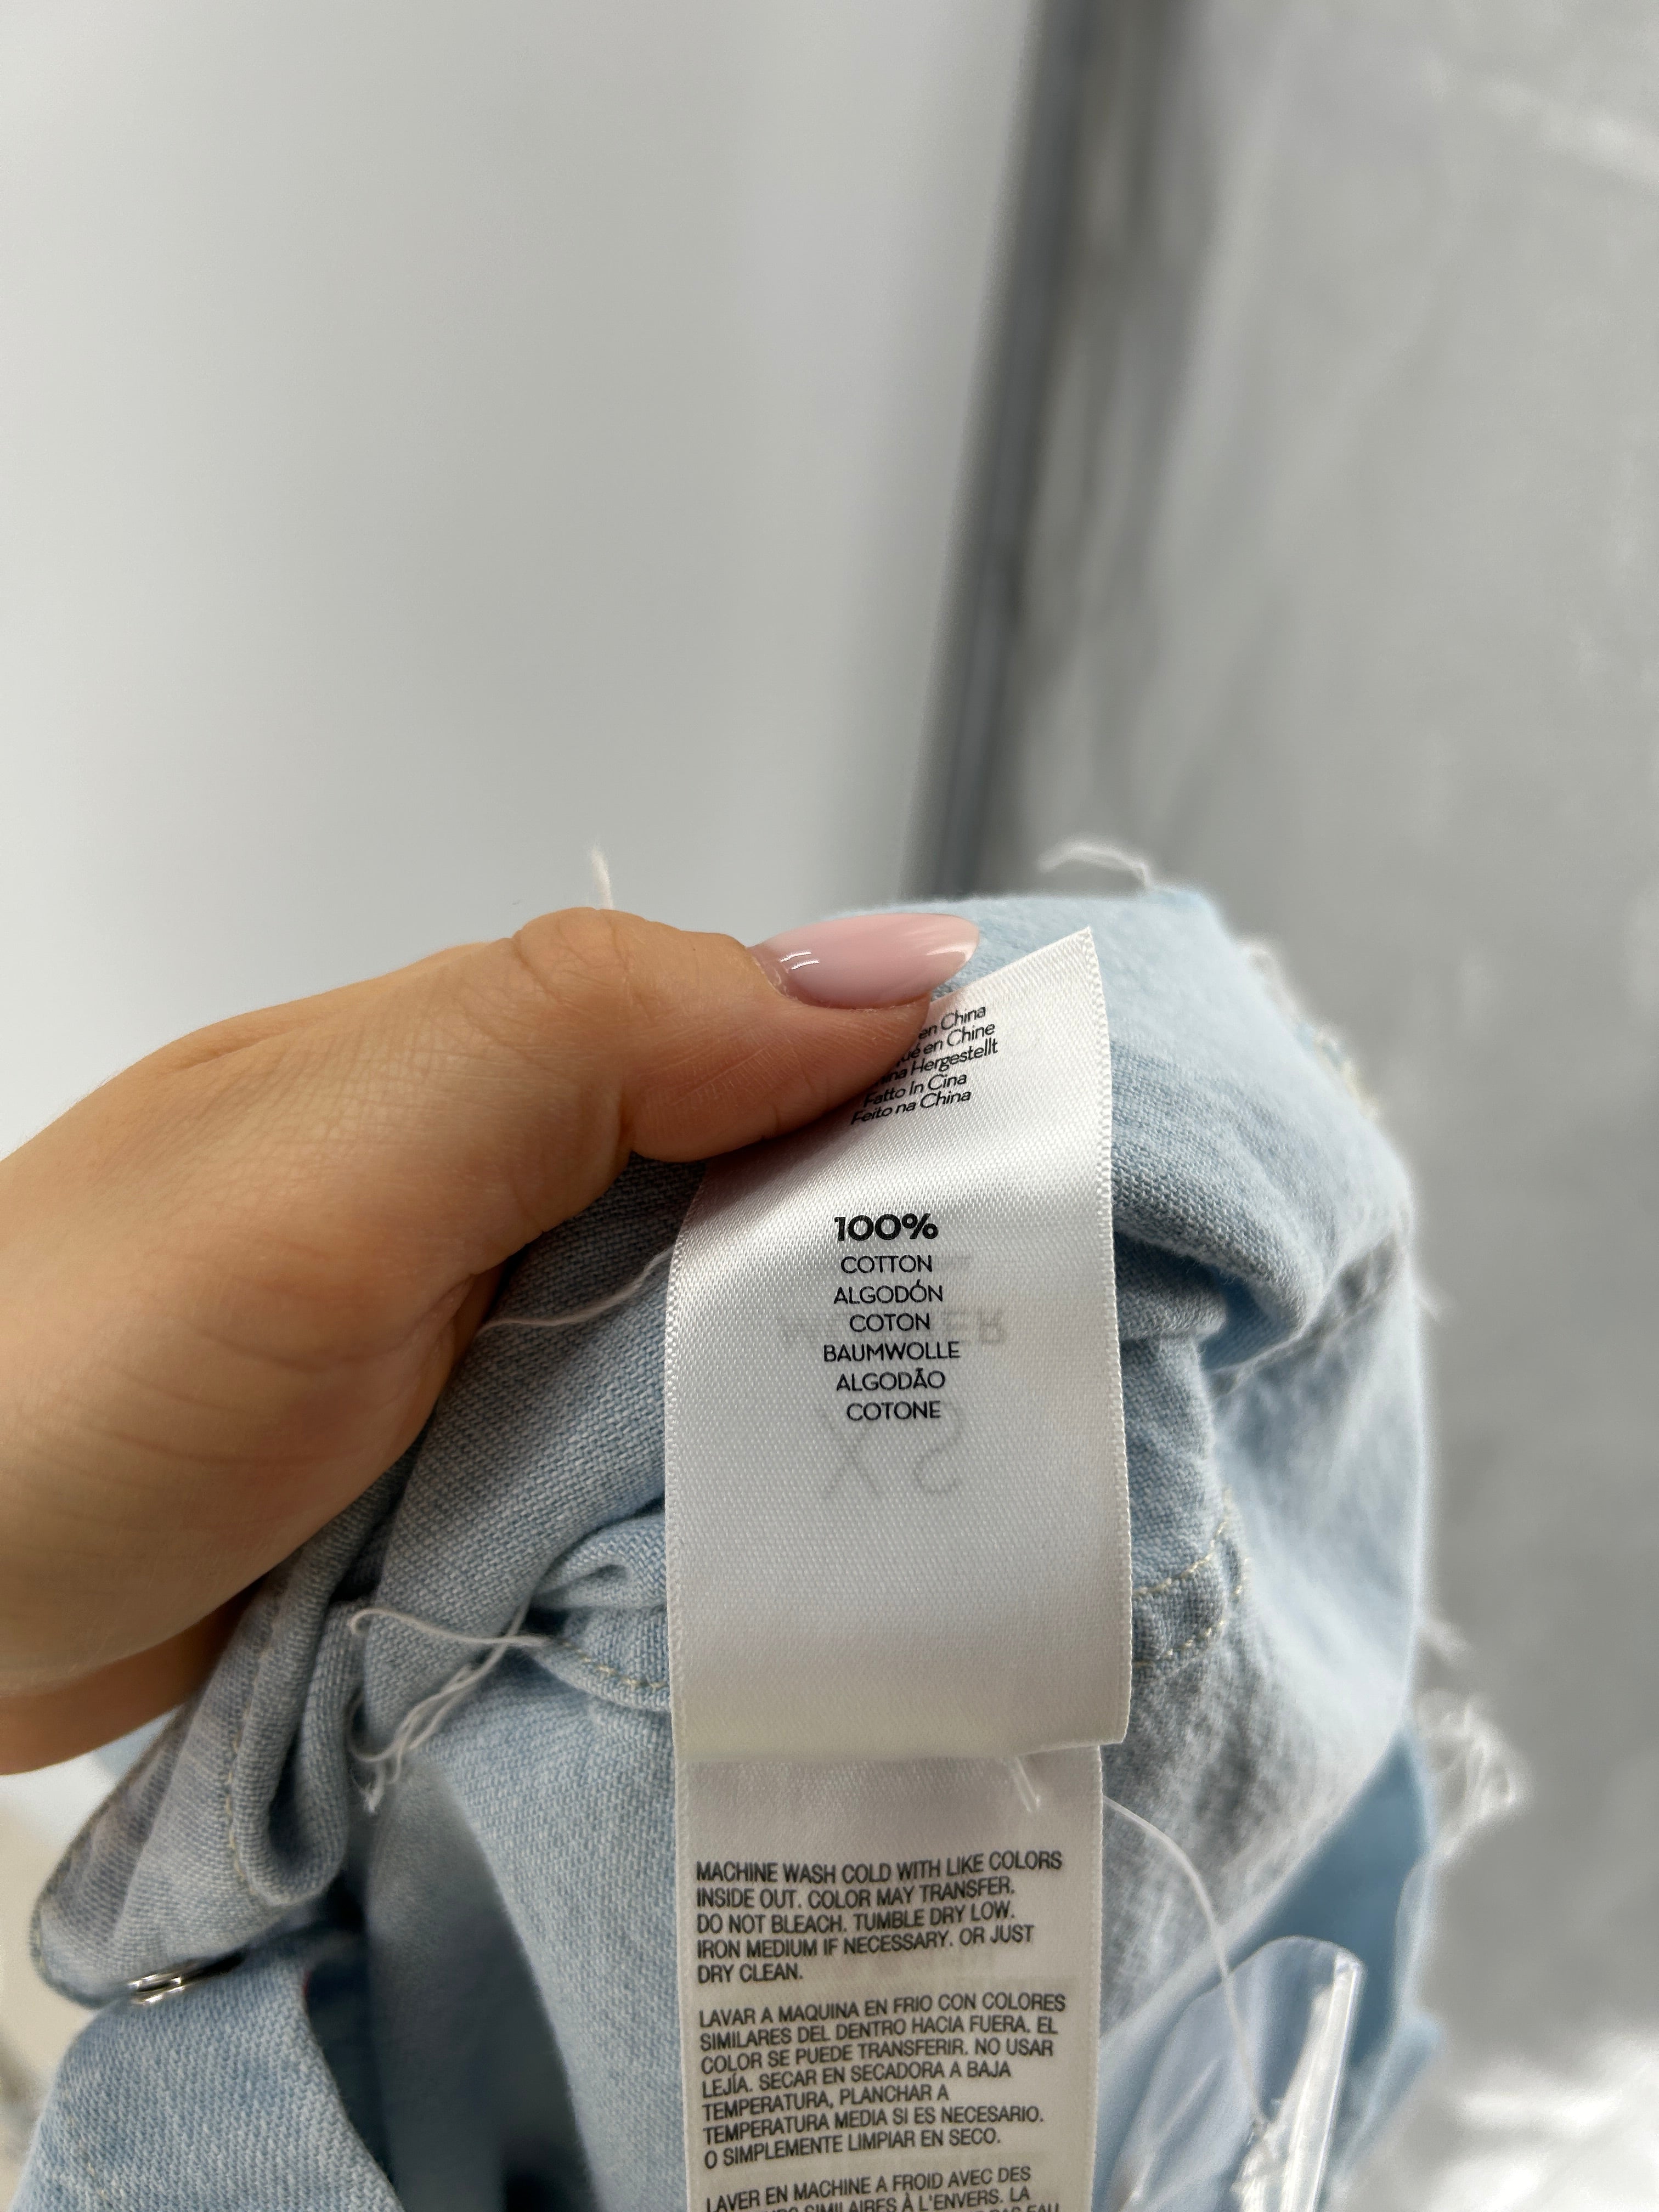 en China
en Chine
Hergestellt
Fatto In Cina
Feito na China
100%
COTTON
ALGODÓN
COTON
BAUMWOLLE
ALGODÃO
COTONE
MACHINE WASH COLD WITH LIKE COLORS
INSIDE OUT. COLOR MAY TRANSFER.
DO NOT BLEACH. TUMBLE DRY LOW.
IRON MEDIUM IF NECESSARY. OR JUST
DRY CLEAN.
LAVAR A MAQUINA EN FRIO CON COLORES
SIMILARES DEL DENTRO HACIA FUERA. EL
COLOR SE PUEDE TRANSFERIR. NO USAR
LEJÍA. SECAR EN SECADORA A BAJA
TEMPERATURA, PLANCHAR A
TEMPERATURA MEDIA SI ES NECESARIO.
O SIMPLEMENTE LIMPIAR EN SECO.
LAVER EN MACHINE A FROID AVEC DES
SIMILAIRES À L'ENVERS. LA